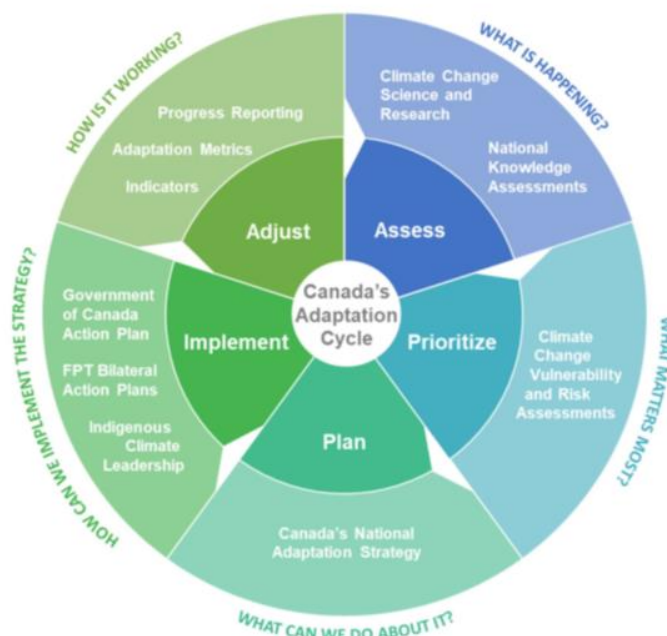 WHAT IS HAPPENING?
Climate Change
Science and
Research
National
Knowledge
Assessments
Assess
WHAT MATTERS MOST?
Climate
Change
Vulnerability
and Risk
Assessments
Prioritize
WHAT CAN WE DO ABOUT IT?
Canada's National
Adaptation Strategy
Plan
HOW CAN WE IMPLEMENT THE STRATEGY?
Government
of Canada
Action Plan
FPT Bilateral
Action Plans
Indigenous
Climate
Leadership
Implement
HOW IS IT WORKING?
Progress Reporting
Adaptation Metrics
Indicators
Adjust
Canada's
Adaptation
Cycle